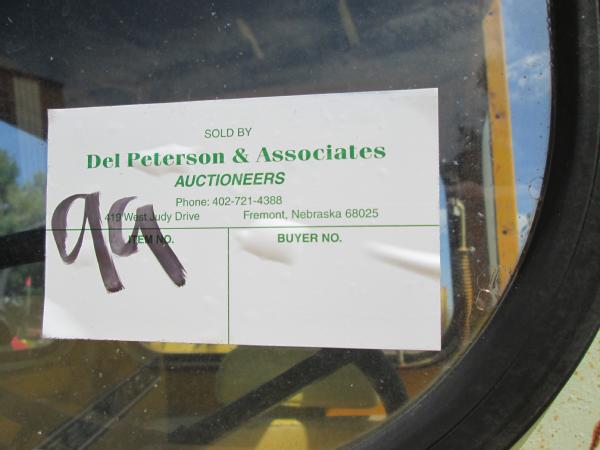 SOLD BY
Del Peterson & Associates
AUCTIONEERS
Phone: 402-721-4388
419 West Judy Drive Fremont, Nebraska 68025
ITEM NO. BUYER NO.
99